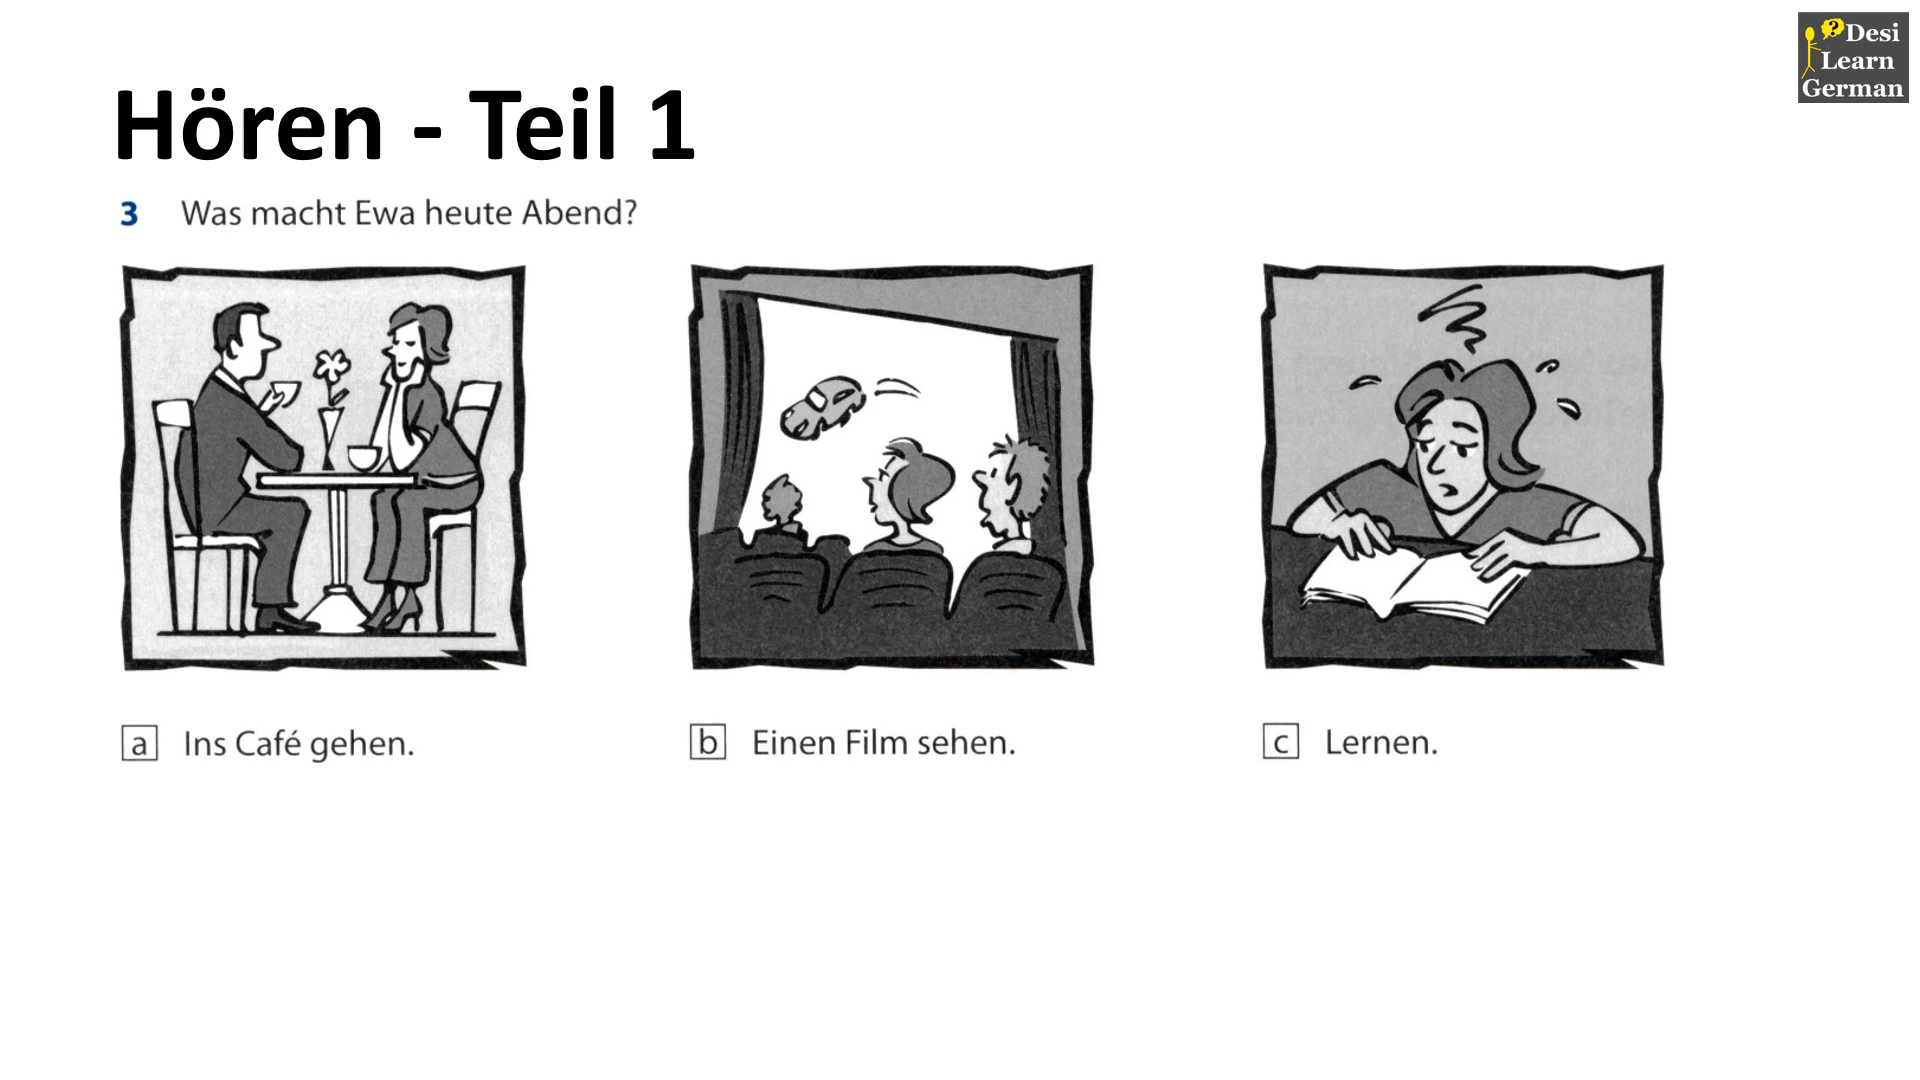 ? Desi
Learn
German
Hören - Teil 1
3 Was macht Ewa heute Abend?
a Ins Café gehen.
b Einen Film sehen.
c Lernen.